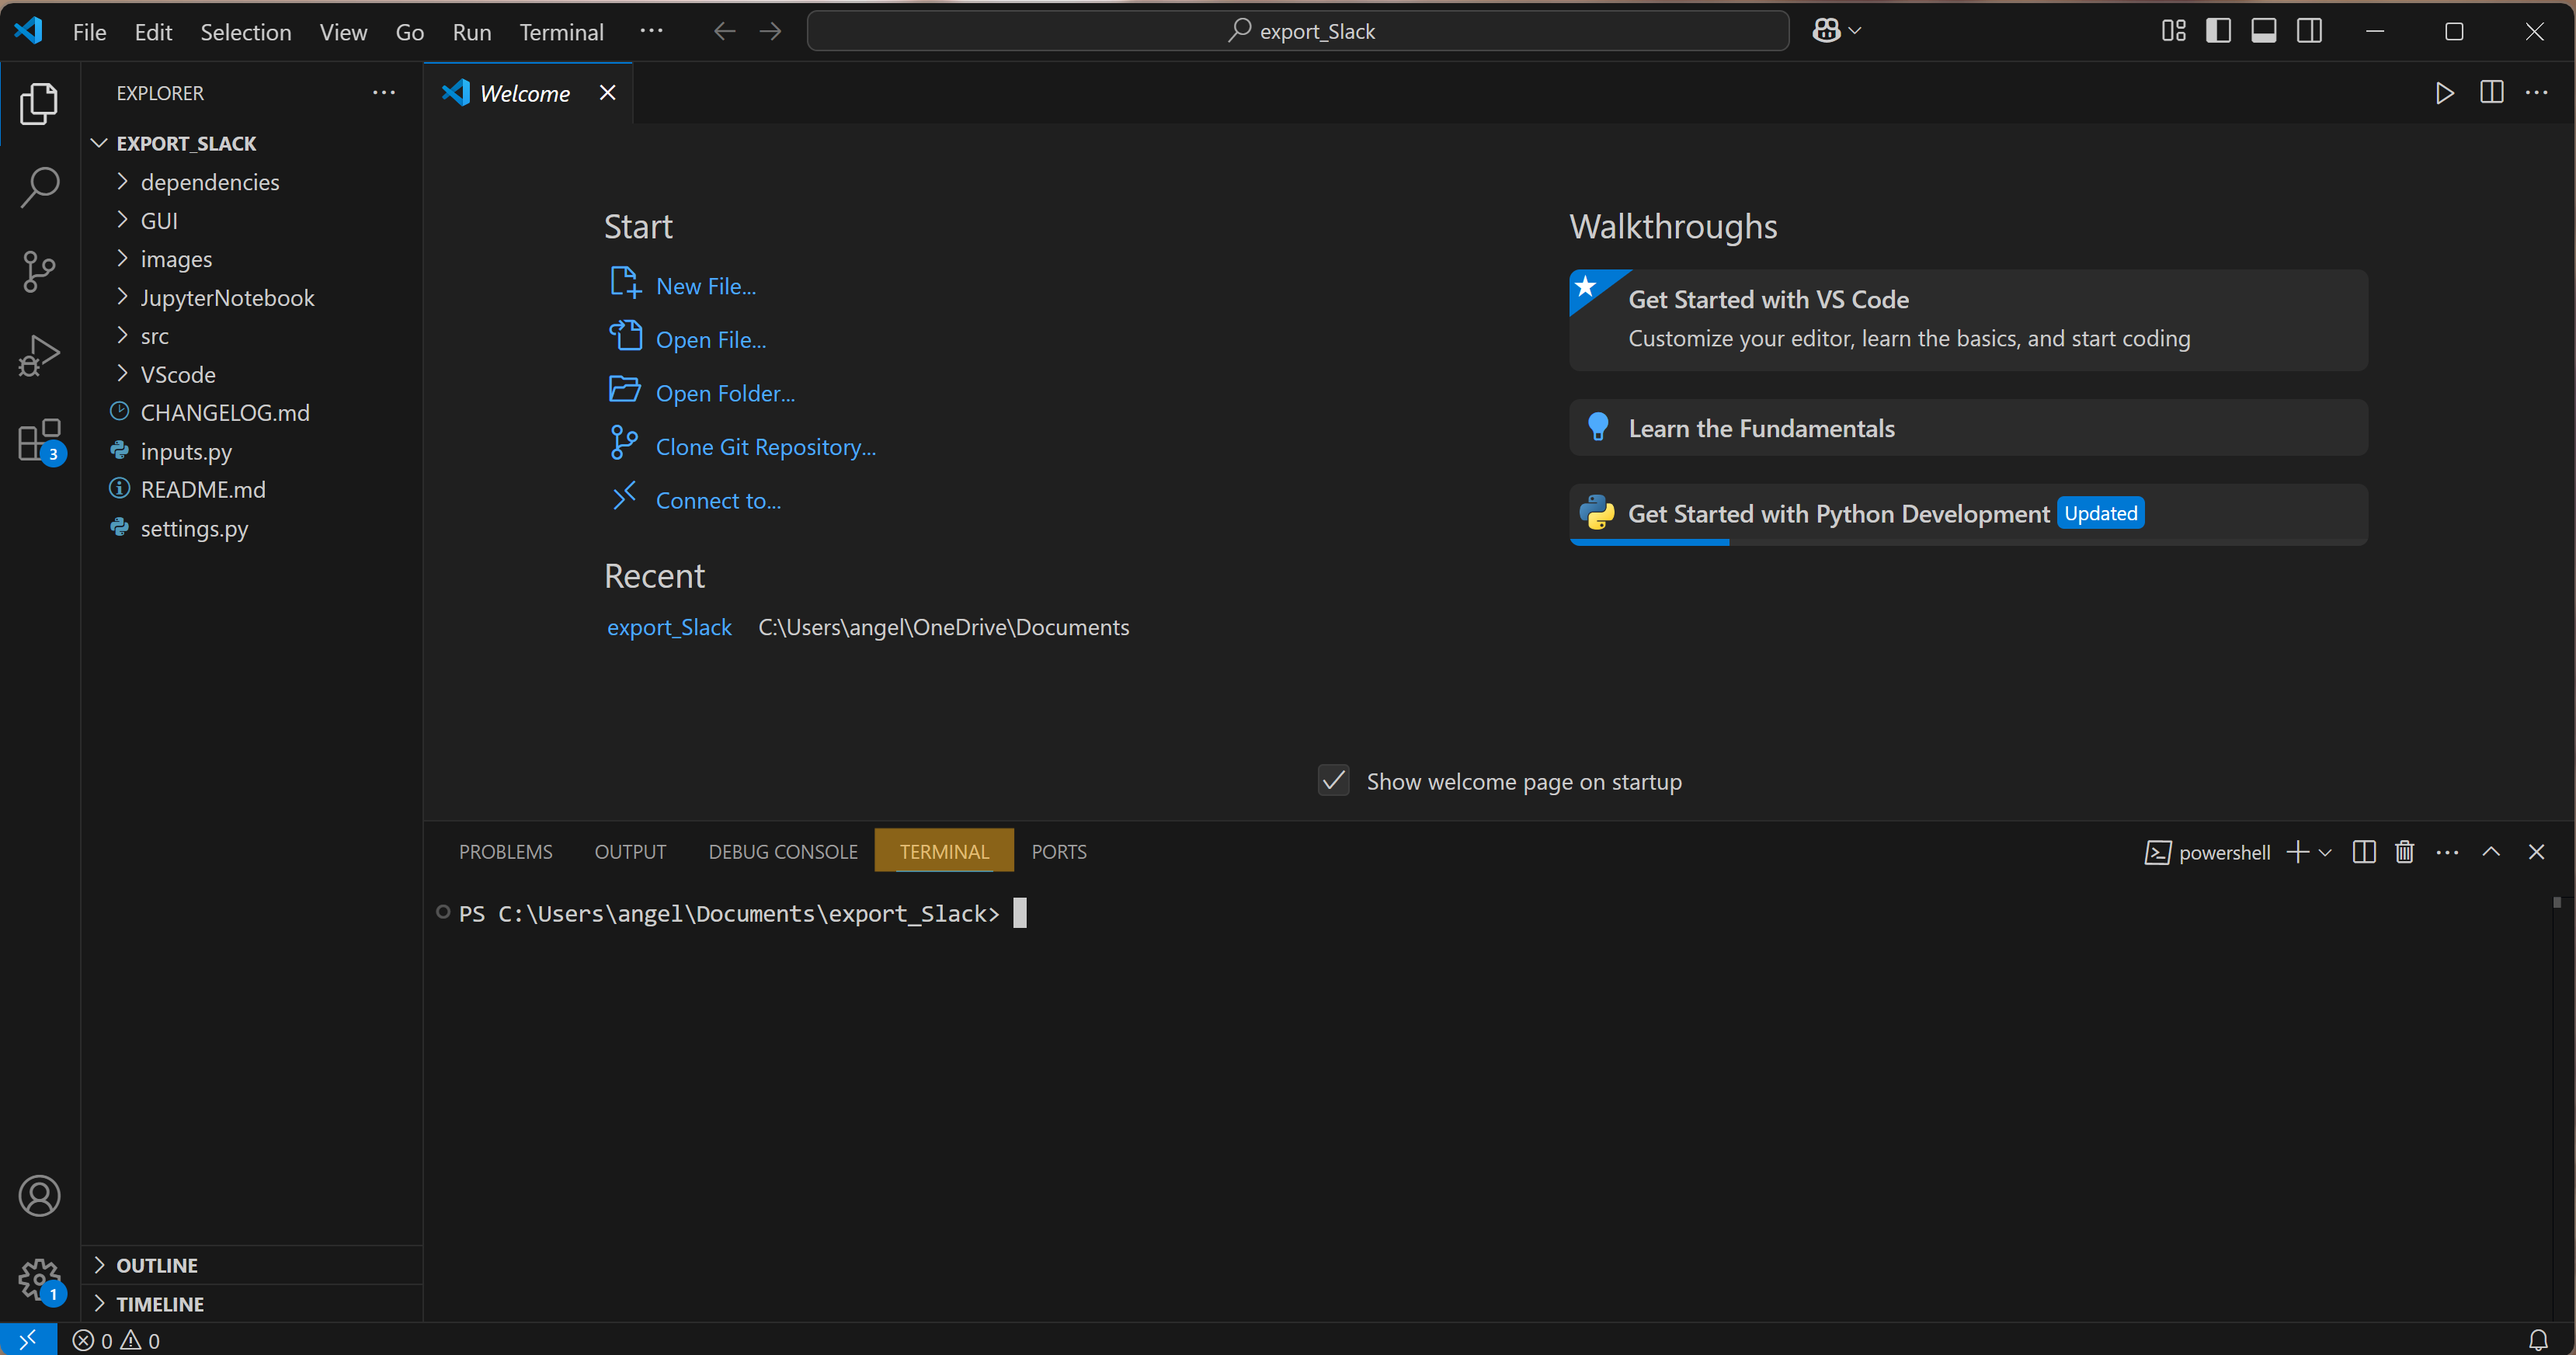 File Edit Selection View Go Run Terminal ...
export_Slack
EXPLORER
EXPORT_SLACK
dependencies
GUI
images
JupyterNotebook
src
VScode
CHANGELOG.md
inputs.py
README.md
settings.py
OUTLINE
TIMELINE
3
1
Welcome
Start
New File...
Open File...
Open Folder...
Clone Git Repository...
Connect to...
Recent
export_Slack C:\Users\angel\OneDrive\Documents
Walkthroughs
Get Started with VS Code
Customize your editor, learn the basics, and start coding
Learn the Fundamentals
Get Started with Python Development Updated
Show welcome page on startup
PROBLEMS OUTPUT DEBUG CONSOLE TERMINAL PORTS
powershell
PS C:\Users\angel\Documents\export_Slack>
0 0